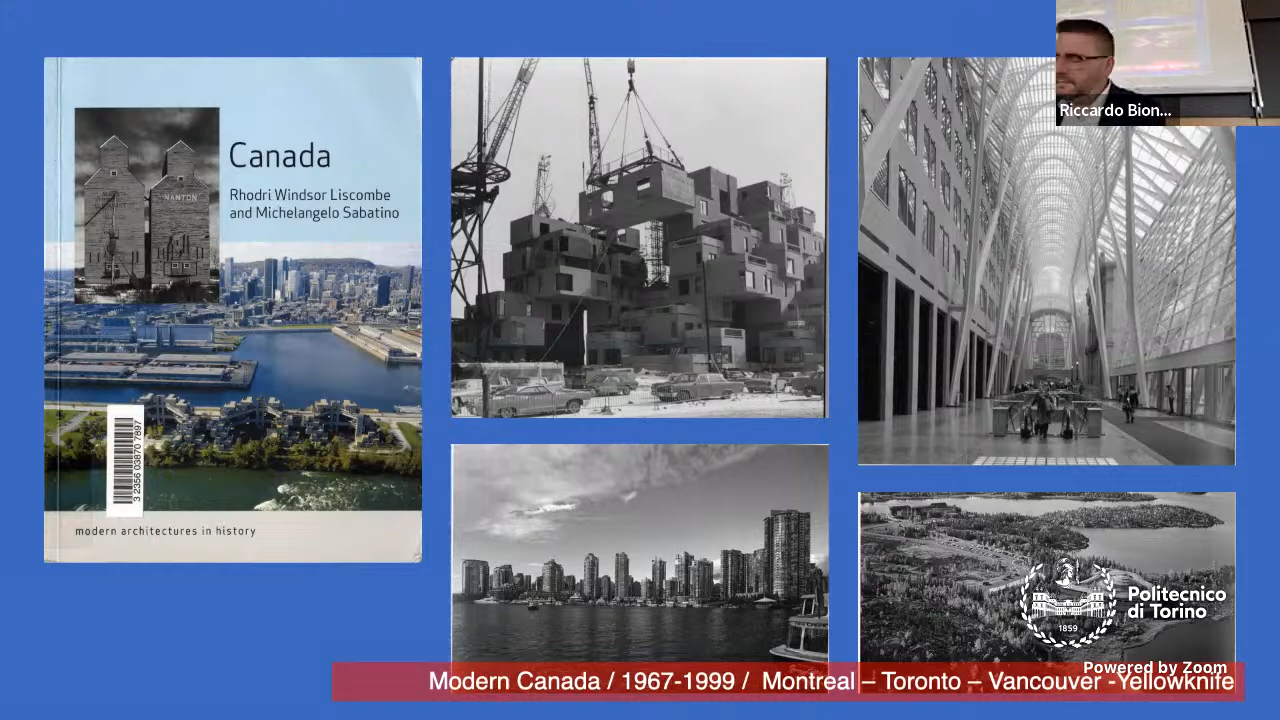 NANTON
Canada
Rhodri Windsor Liscombe
and Michelangelo Sabatino
3 2356 03870 7897
modern architectures in history
Riccardo Bion...
Politecnico
di Torino
1859
Powered by Zoom
Modern Canada / 1967-1999 / Montreal – Toronto – Vancouver -Yellowknife